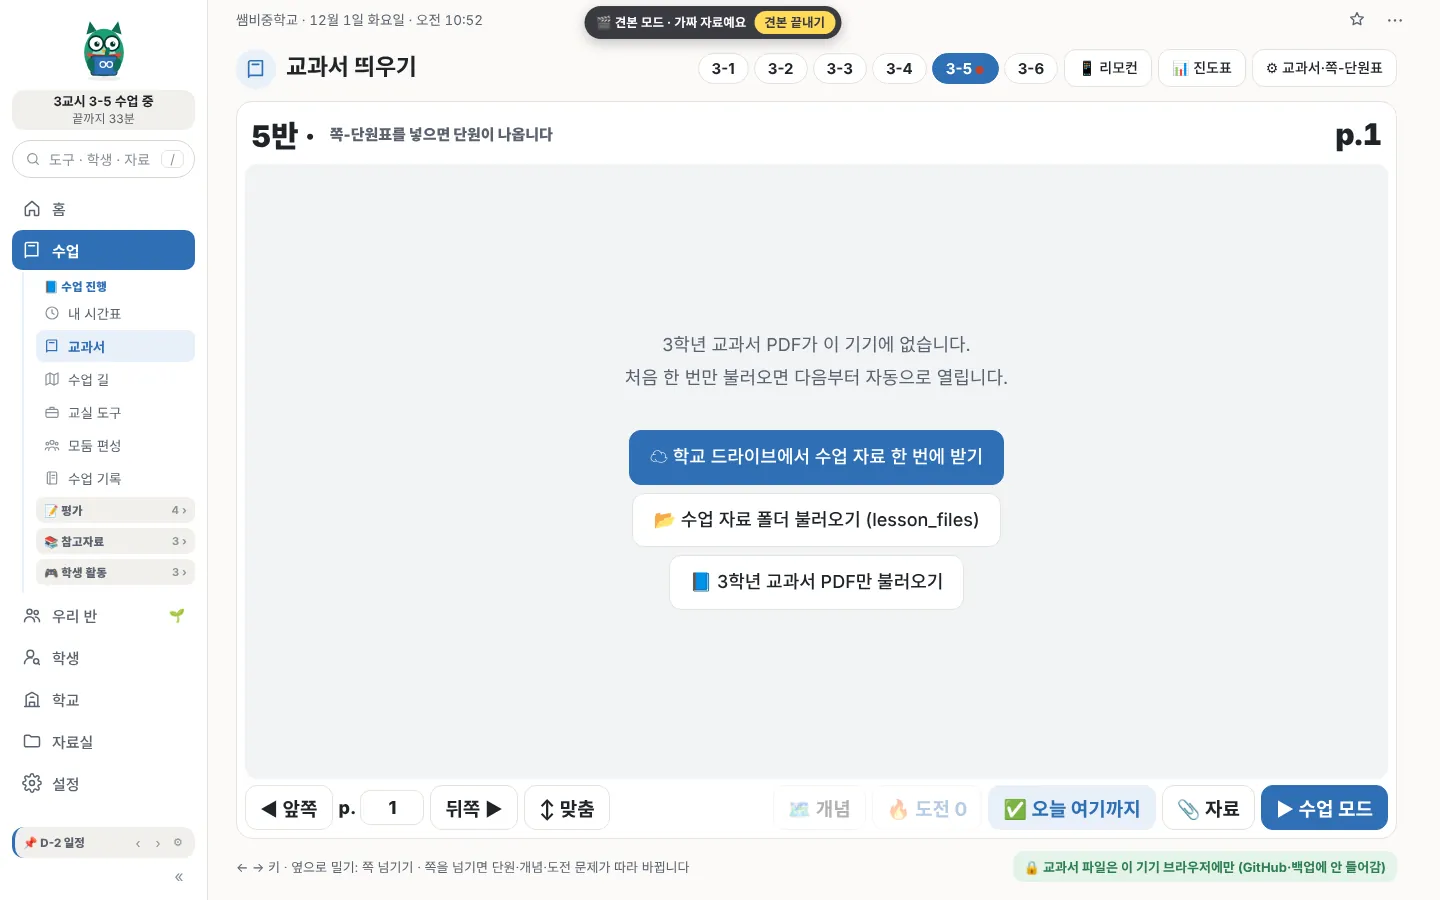 쌤비중학교 · 12월 1일 화요일 · 오전 10:52
🎬 견본 모드 · 가짜 자료예요 견본 끝내기
교과서 띄우기
3-1 3-2 3-3 3-4 3-5 3-6 📱 리모컨 📊 진도표 ⚙ 교과서·쪽-단원표
3교시 3-5 수업 중
끝까지 33분
도구 · 학생 · 자료 /
홈
수업
📘 수업 진행
내 시간표
교과서
수업 길
교실 도구
모둠 편성
수업 기록
📝 평가 4 ›
📚 참고자료 3 ›
🎮 학생 활동 3 ›
우리 반 🌱
학생
학교
자료실
설정
📌 D-2 일정 ‹ › ⚙
«
5반 · 쪽-단원표를 넣으면 단원이 나옵니다 p.1
3학년 교과서 PDF가 이 기기에 없습니다.
처음 한 번만 불러오면 다음부터 자동으로 열립니다.
☁ 학교 드라이브에서 수업 자료 한 번에 받기
📂 수업 자료 폴더 불러오기 (lesson_files)
📘 3학년 교과서 PDF만 불러오기
◀ 앞쪽 p. 1 뒤쪽 ▶ ↕ 맞춤 🗺️ 개념 🔥 도전 0 ✅ 오늘 여기까지 📎 자료 ▶ 수업 모드
← → 키 · 옆으로 밀기: 쪽 넘기기 · 쪽을 넘기면 단원·개념·도전 문제가 따라 바뀝니다
🔒 교과서 파일은 이 기기 브라우저에만 (GitHub·백업에 안 들어감)